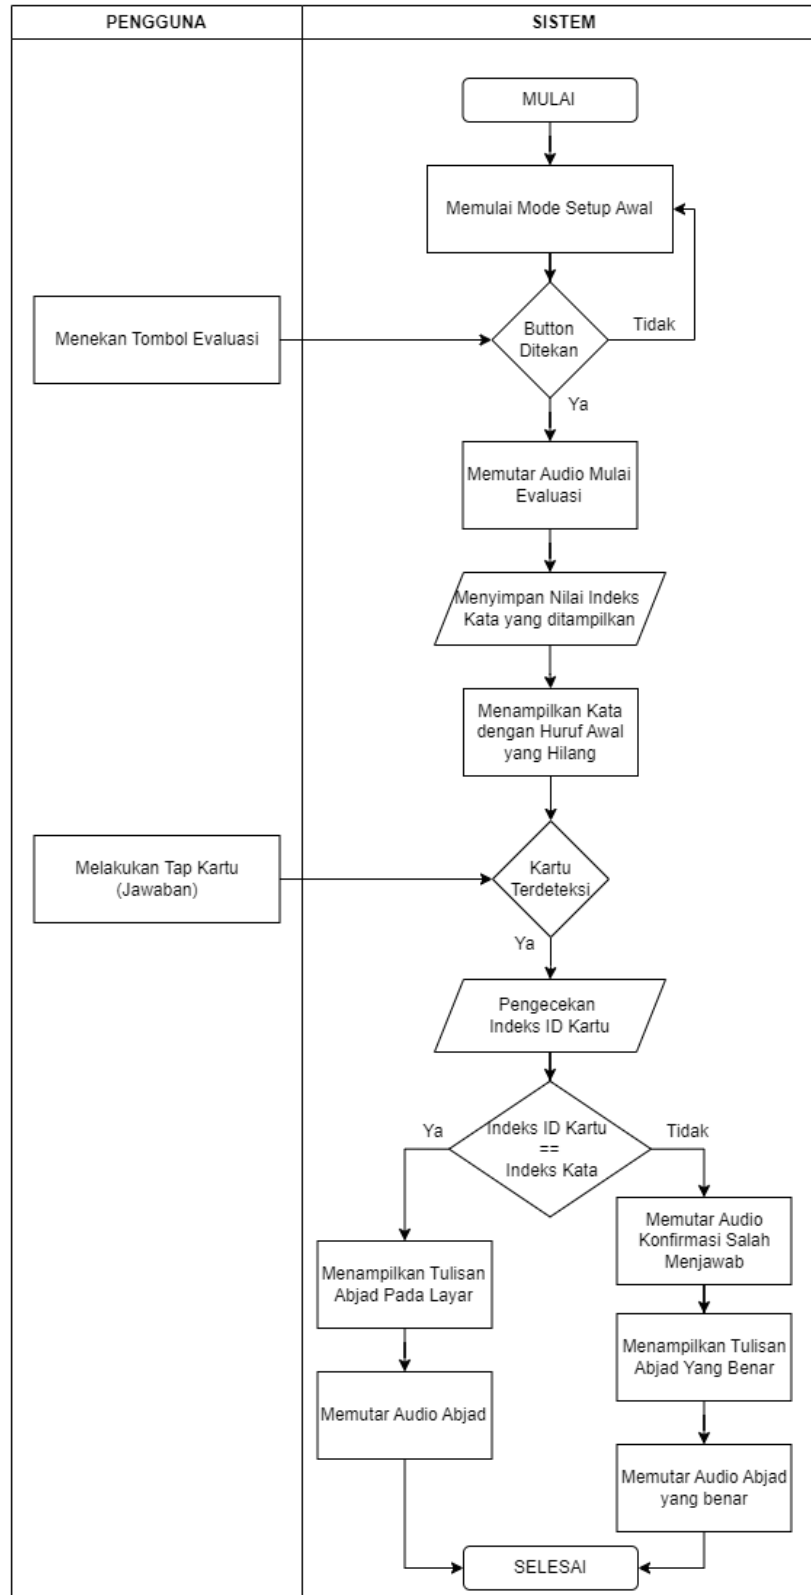 PENGGUNA
SISTEM
MULAI
Memulai Mode Setup Awal
Menekan Tombol Evaluasi
Button
Ditekan
Tidak
Ya
Memutar Audio Mulai
Evaluasi
Menyimpan Nilai Indeks
Kata yang ditampilkan
Menampilkan Kata
dengan Huruf Awal
yang Hilang
Melakukan Tap Kartu
(Jawaban)
Kartu
Terdeteksi
Ya
Pengecekan
Indeks ID Kartu
Indeks ID Kartu
==
Indeks Kata
Ya
Tidak
Menampilkan Tulisan
Abjad Pada Layar
Memutar Audio Abjad
Memutar Audio
Konfirmasi Salah
Menjawab
Menampilkan Tulisan
Abjad Yang Benar
Memutar Audio Abjad
yang benar
SELESAI